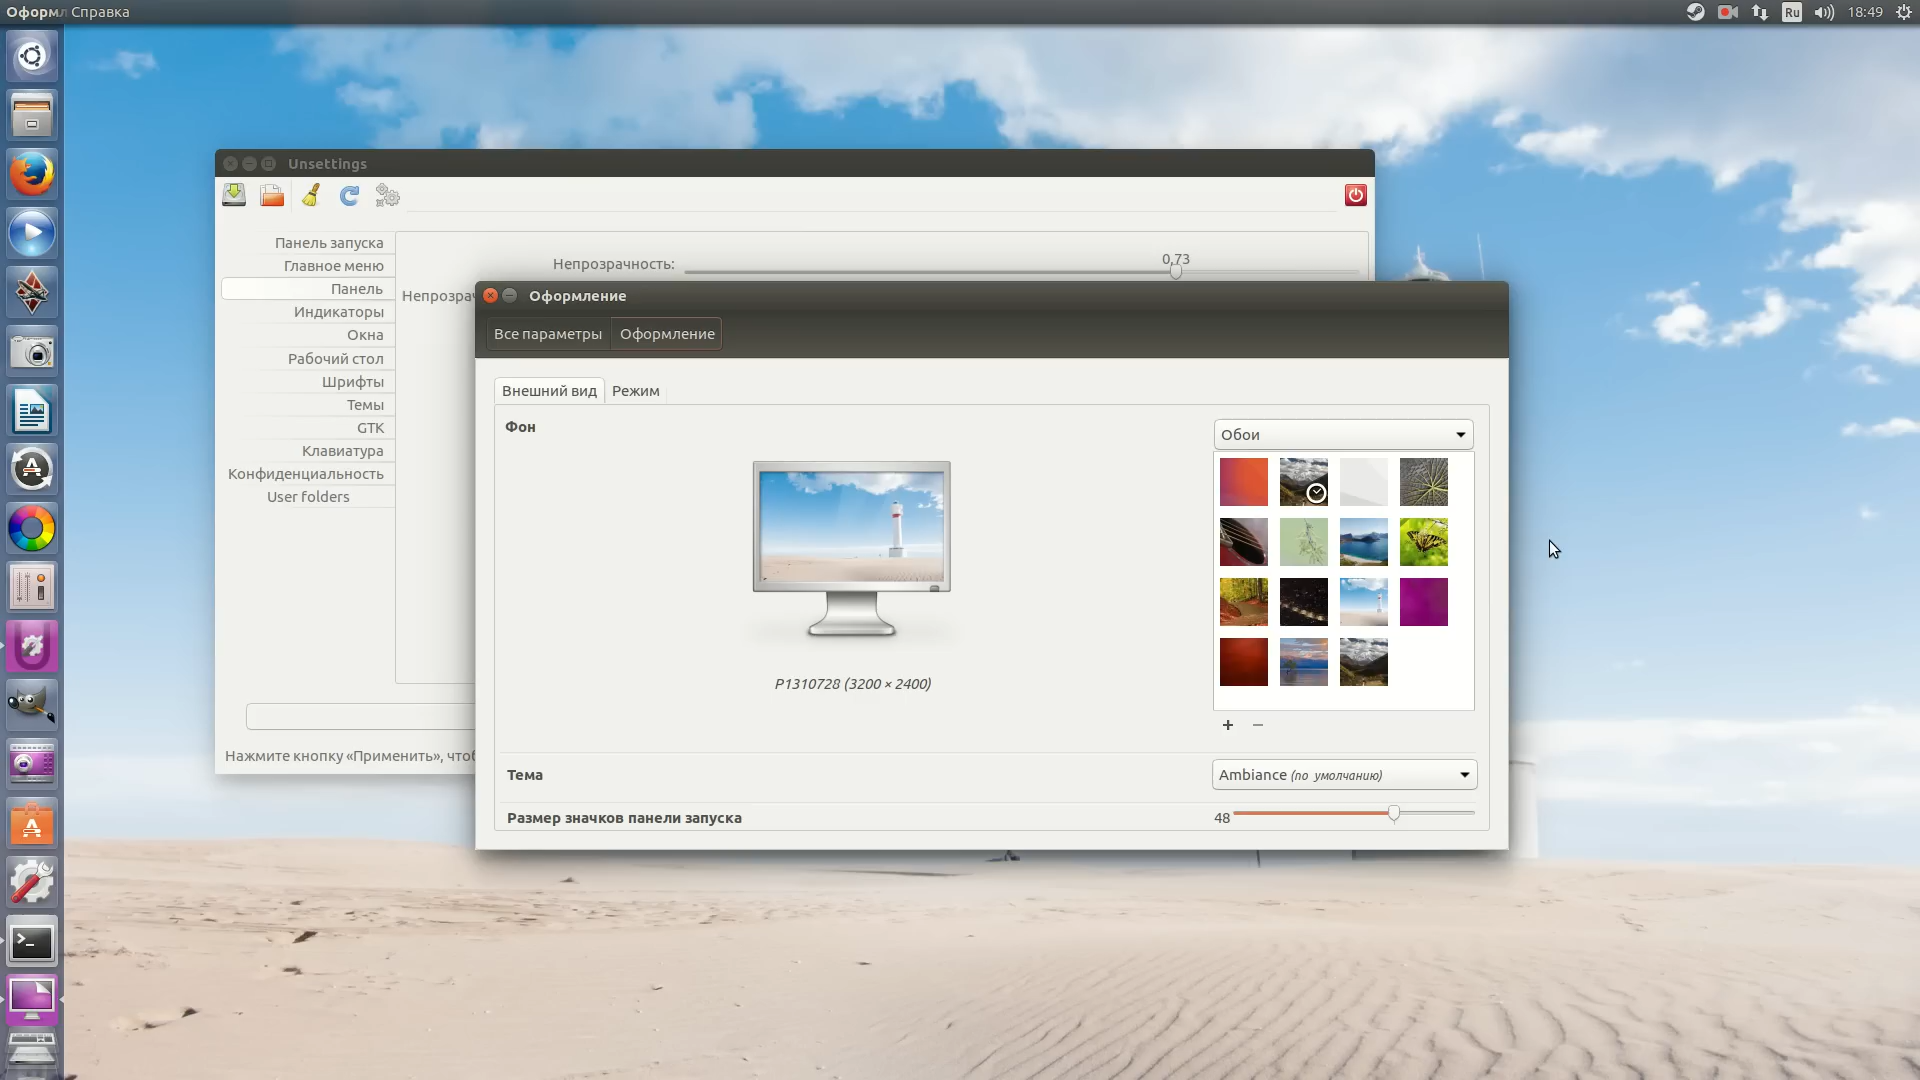 Оформл Справка
Ru
18:49
Unsettings
Панель запуска
Главное меню
Панель
Индикаторы
Окна
Рабочий стол
Шрифты
Темы
GTK
Клавиатура
Конфиденциальность
User folders
Непрозрачность:
0,73
Непрозрач
Нажмите кнопку «Применить», чтоб
Оформление
Все параметры
Оформление
Внешний вид
Режим
Фон
Обои
P1310728 (3200 × 2400)
+ −
Тема
Ambiance (по умолчанию)
Размер значков панели запуска
48